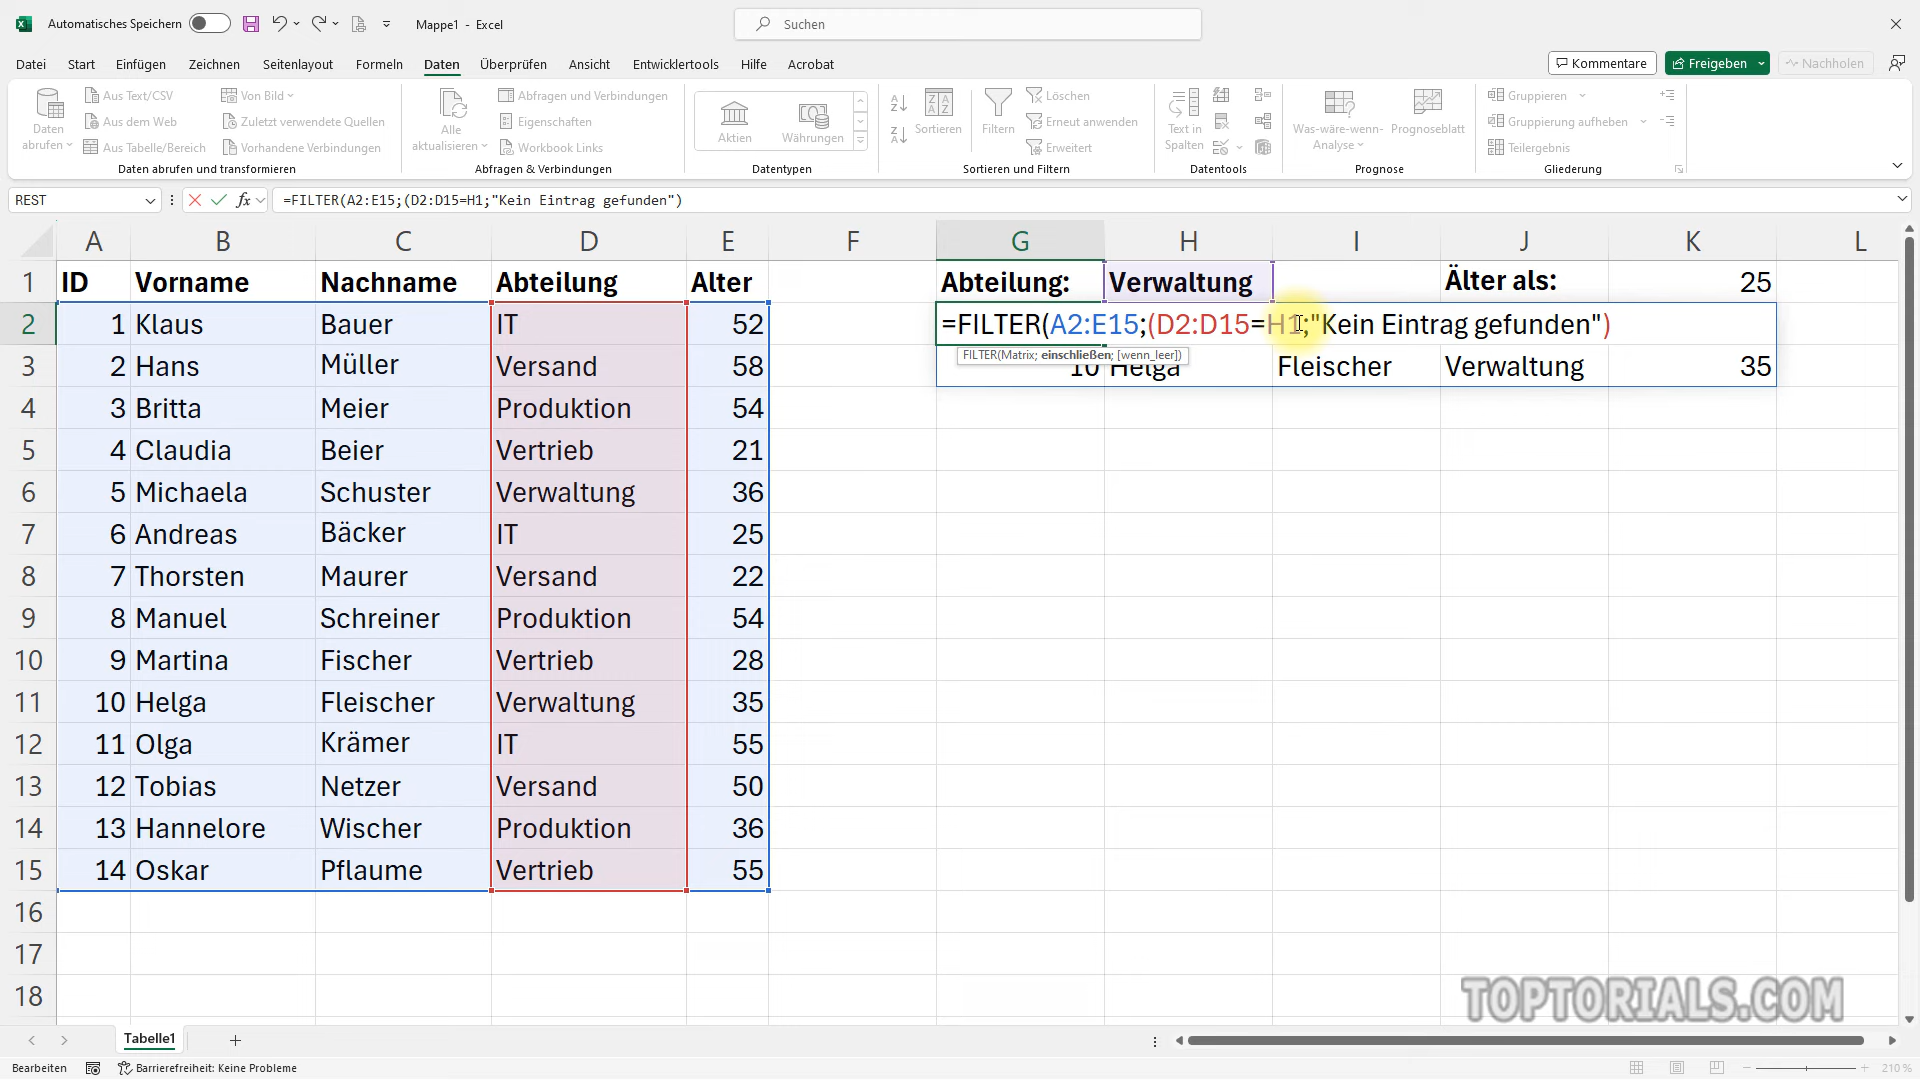 Automatisches Speichern Mappe1 - Excel Suchen
Datei Start Einfügen Zeichnen Seitenlayout Formeln Daten Überprüfen Ansicht Entwicklertools Hilfe Acrobat Kommentare Freigeben Nachholen
Daten abrufen Aus Text/CSV Aus dem Web Aus Tabelle/Bereich Von Bild Zuletzt verwendete Quellen Vorhandene Verbindungen
Alle aktualisieren Abfragen und Verbindungen Eigenschaften Workbook Links
Aktien Währungen
Sortieren Filtern Löschen Erneut anwenden Erweitert
Text in Spalten
Was-wäre-wenn-Analyse Prognoseblatt
Gruppieren Gruppierung aufheben Teilergebnis
Daten abrufen und transformieren Abfragen & Verbindungen Datentypen Sortieren und Filtern Datentools Prognose Gliederung
REST fx =FILTER(A2:E15;(D2:D15=H1;"Kein Eintrag gefunden")
A B C D E F G H I J K L
1 ID Vorname Nachname Abteilung Alter Abteilung: Verwaltung Älter als: 25
2 1 Klaus Bauer IT 52 =FILTER(A2:E15;(D2:D15=H1;"Kein Eintrag gefunden")
FILTER(Matrix; einschließen; [wenn_leer])
3 2 Hans Müller Versand 58 10 Helga Fleischer Verwaltung 35
4 3 Britta Meier Produktion 54
5 4 Claudia Beier Vertrieb 21
6 5 Michaela Schuster Verwaltung 36
7 6 Andreas Bäcker IT 25
8 7 Thorsten Maurer Versand 22
9 8 Manuel Schreiner Produktion 54
10 9 Martina Fischer Vertrieb 28
11 10 Helga Fleischer Verwaltung 35
12 11 Olga Krämer IT 55
13 12 Tobias Netzer Versand 50
14 13 Hannelore Wischer Produktion 36
15 14 Oskar Pflaume Vertrieb 55
16
17
18
TOPTORIALS.COM
Tabelle1
Bearbeiten Barrierefreiheit: Keine Probleme 210 %